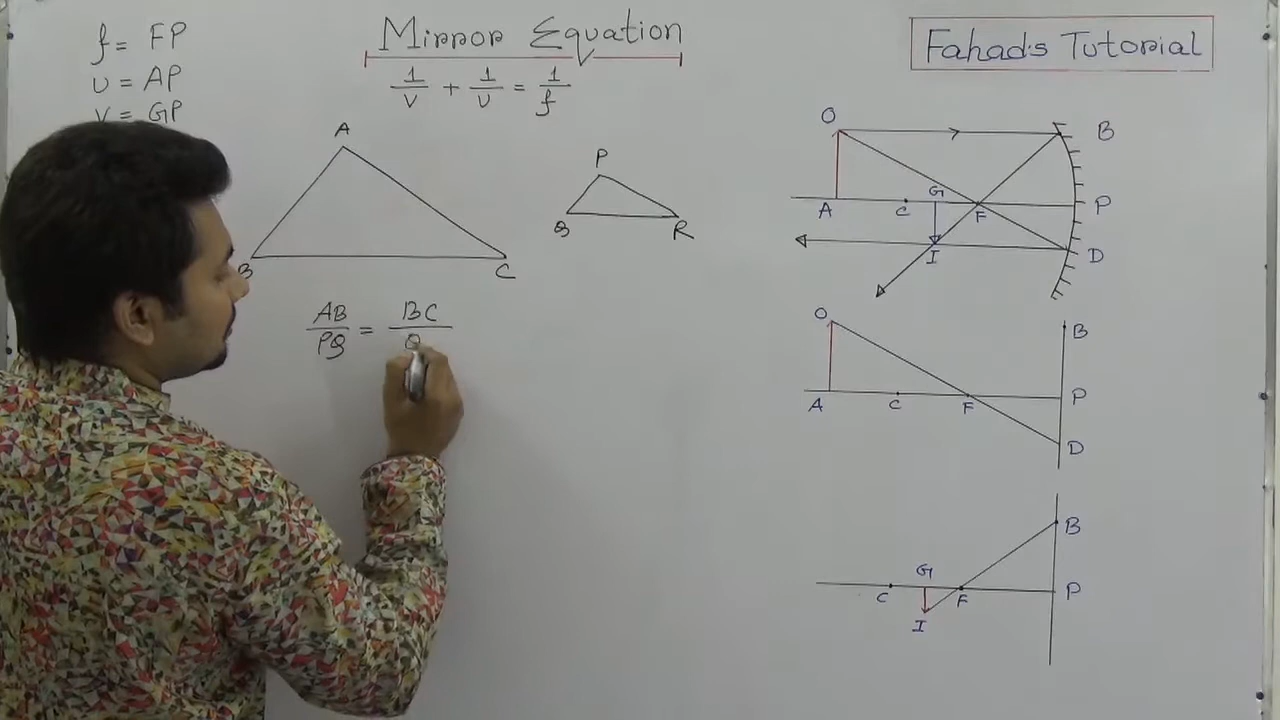 f = FP
u = AP
v = GP
Mirror Equation
1/v + 1/u = 1/f
Fahad's Tutorial
A
B
C
P
Q
R
AB/PQ = BC/Q
O
B
G
A
C
F
P
I
D
O
B
A
C
F
P
D
B
G
C
F
P
I